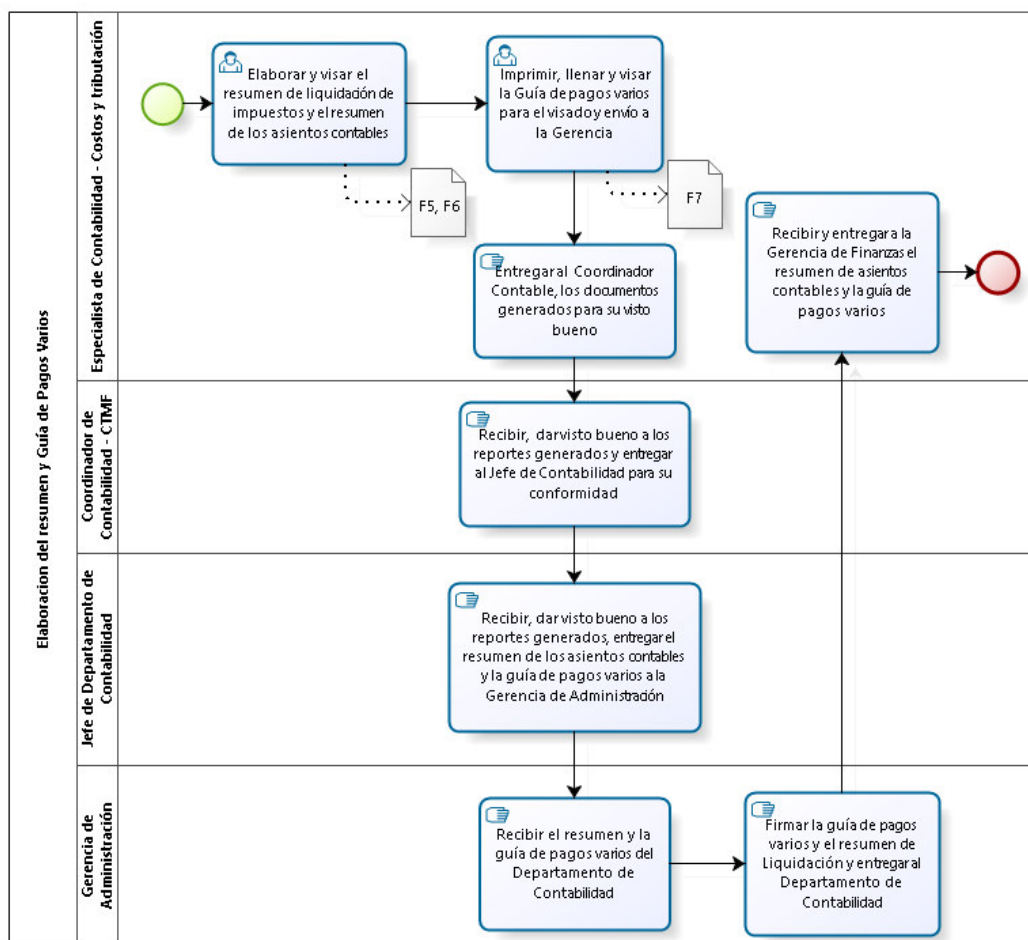 Elaboracion del resumen y Guía de Pagos Varios
Especialista de Contabilidad - Costos y tributación
Elaborar y visar el
resumen de liquidación de
impuestos y el resumen
de los asientos contables
F5, F6
Imprimir, llenar y visar
la Guía de pagos varios
para el visado y envío a
la Gerencia
F7
Entregar al Coordinador
Contable, los documentos
generados para su visto
bueno
Recibir y entregar a la
Gerencia de Finanzas el
resumen de asientos
contables y la guía de
pagos varios
Coordinador de
Contabilidad - CTMF
Recibir, dar visto bueno a los
reportes generados y entregar
al Jefe de Contabilidad para su
conformidad
Jefe de Departamento de
Contabilidad
Recibir, dar visto bueno a los
reportes generados, entregar el
resumen de los asientos contables
y la guía de pagos varios a la
Gerencia de Administración
Gerencia de
Administración
Recibir el resumen y la
guía de pagos varios del
Departamento de
Contabilidad
Firmar la guía de pagos
varios y el resumen de
Liquidación y entregar al
Departamento de
Contabilidad